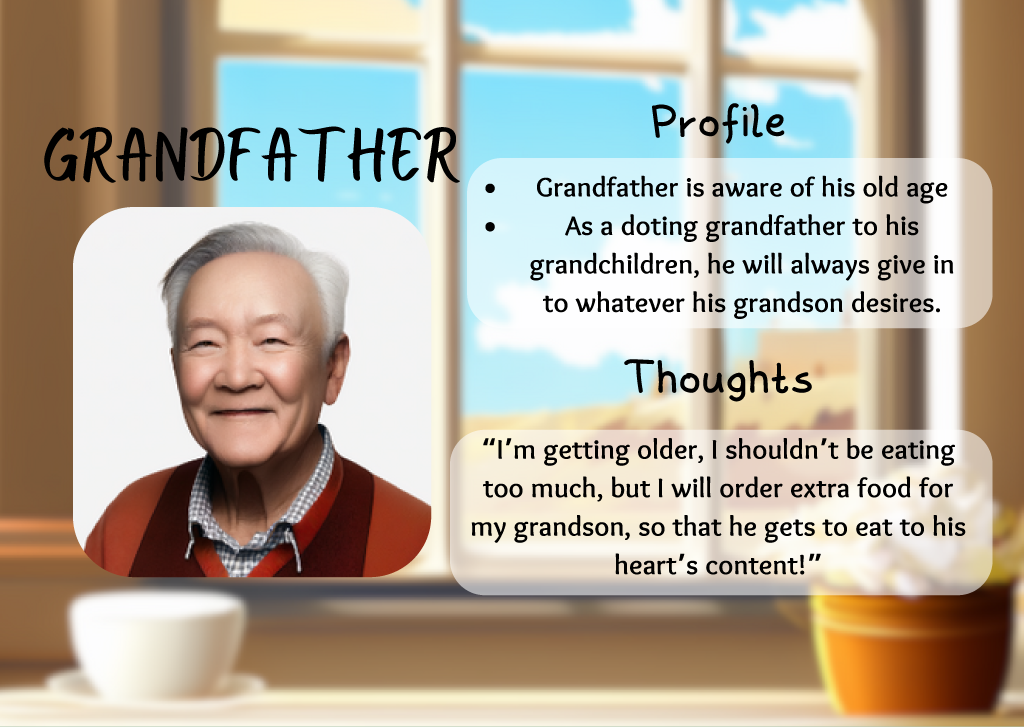 GRANDFATHER
Profile
• Grandfather is aware of his old age
• As a doting grandfather to his
grandchildren, he will always give in
to whatever his grandson desires.
Thoughts
“I’m getting older, I shouldn’t be eating
too much, but I will order extra food for
my grandson, so that he gets to eat to his
heart’s content!”